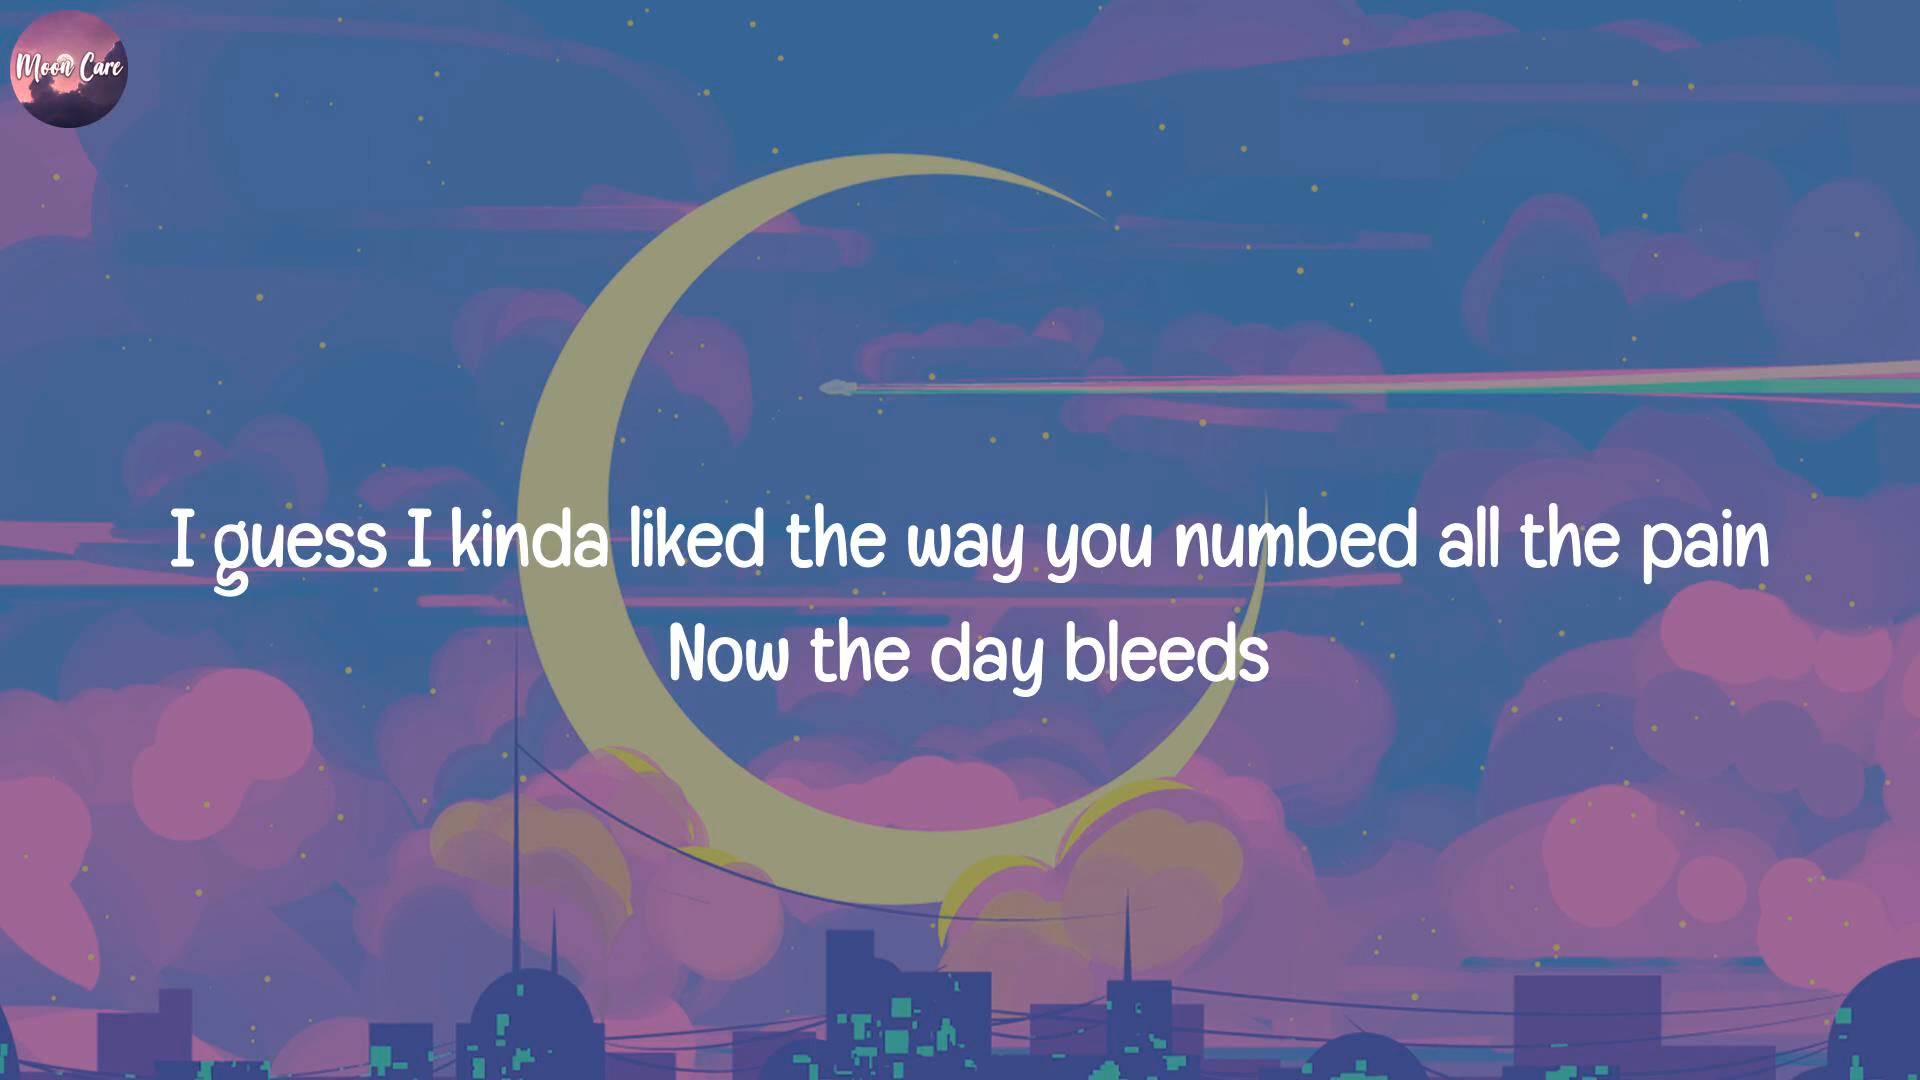 Moon Care
I guess I kinda liked the way you numbed all the pain
Now the day bleeds